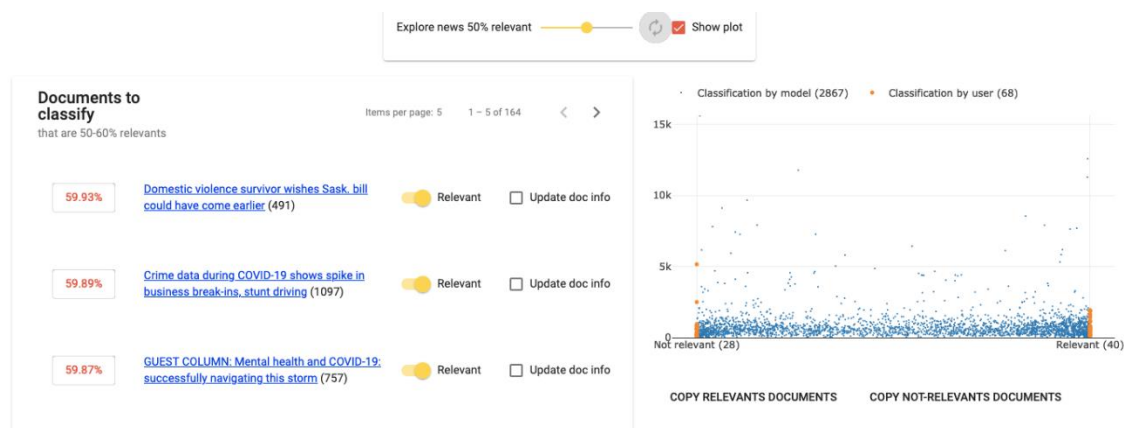 Explore news 50% relevant
Show plot
Documents to
classify
that are 50-60% relevants
Items per page: 5
1 – 5 of 164
59.93%
Domestic violence survivor wishes Sask. bill
could have come earlier (491)
Relevant
Update doc info
59.89%
Crime data during COVID-19 shows spike in
business break-ins, stunt driving (1097)
Relevant
Update doc info
59.87%
GUEST COLUMN: Mental health and COVID-19:
successfully navigating this storm (757)
Relevant
Update doc info
Classification by model (2867)
Classification by user (68)
15k
10k
5k
0
Not relevant (28)
Relevant (40)
COPY RELEVANTS DOCUMENTS
COPY NOT-RELEVANTS DOCUMENTS